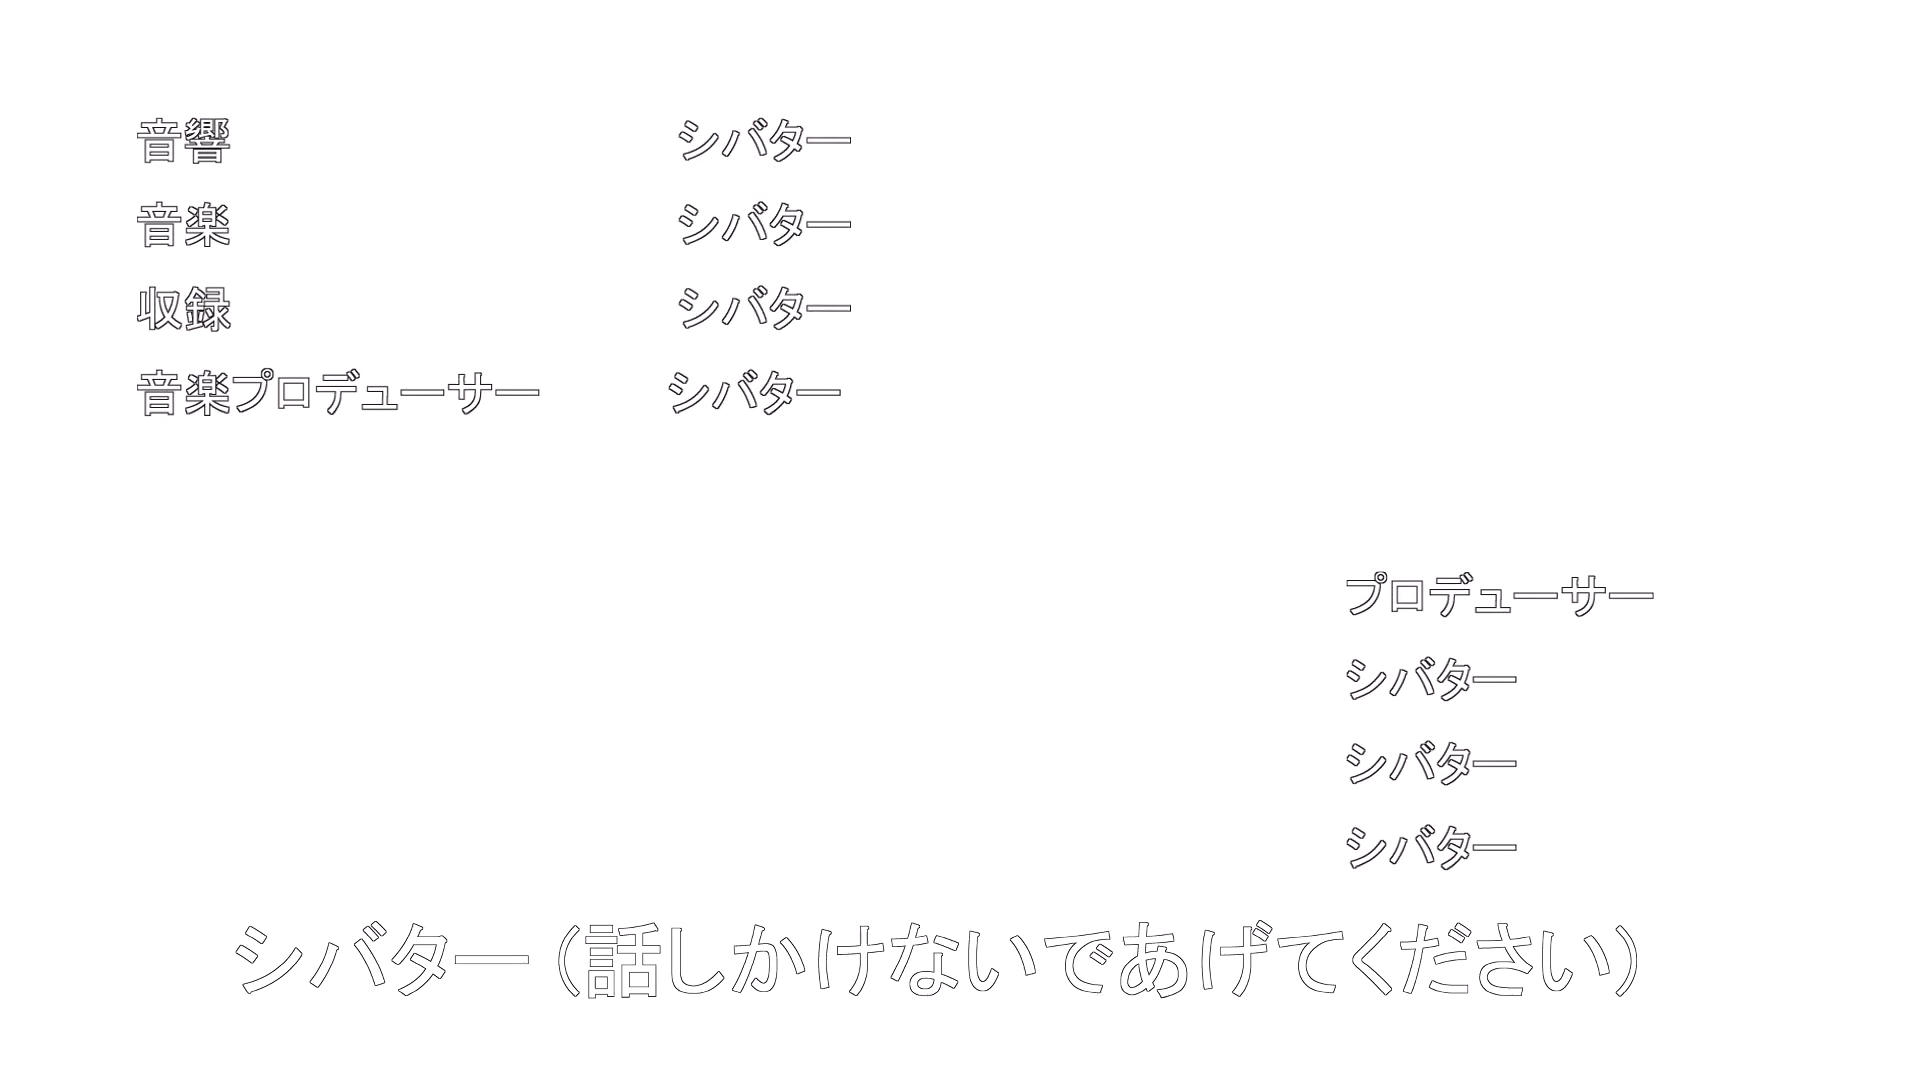 音響 シバター
音楽 シバター
収録 シバター
音楽プロデューサー シバター
プロデューサー
シバター
シバター
シバター
シバター（話しかけないであげてください）